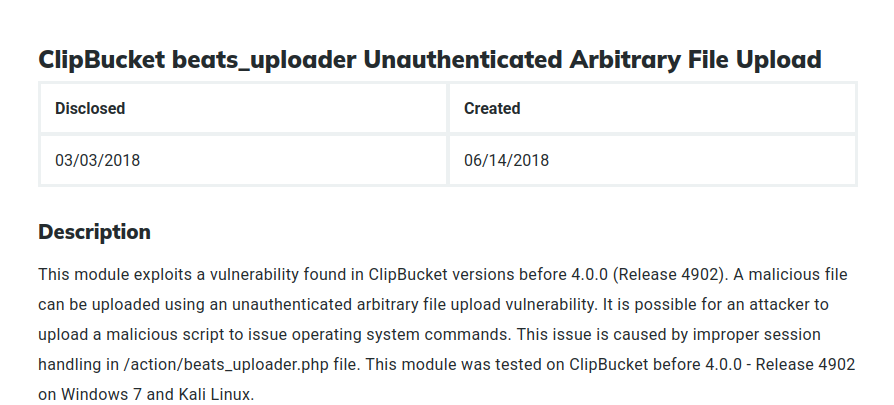 ClipBucket beats_uploader Unauthenticated Arbitrary File Upload
Disclosed
Created
03/03/2018
06/14/2018
Description
This module exploits a vulnerability found in ClipBucket versions before 4.0.0 (Release 4902). A malicious file
can be uploaded using an unauthenticated arbitrary file upload vulnerability. It is possible for an attacker to
upload a malicious script to issue operating system commands. This issue is caused by improper session
handling in /action/beats_uploader.php file. This module was tested on ClipBucket before 4.0.0 - Release 4902
on Windows 7 and Kali Linux.